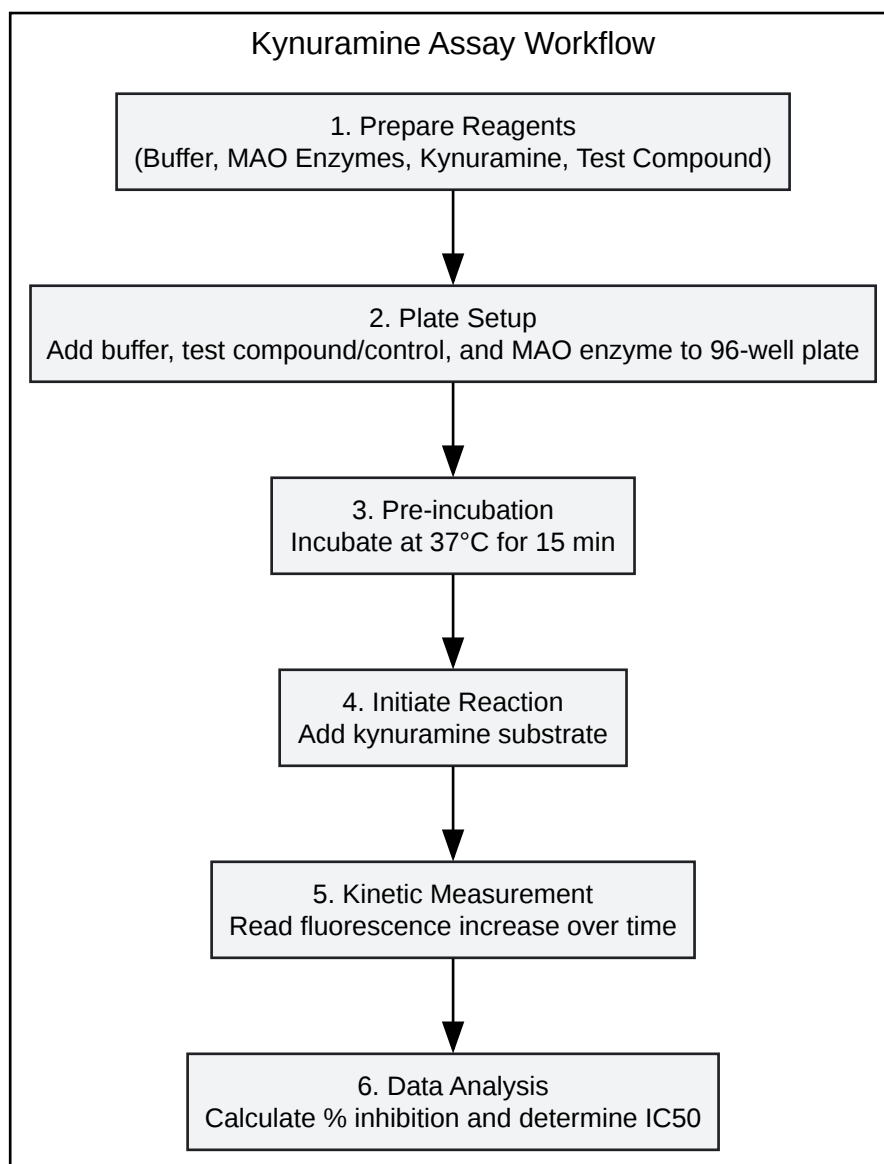 Kynuramine Assay Workflow
1. Prepare Reagents
(Buffer, MAO Enzymes, Kynuramine, Test Compound)
2. Plate Setup
Add buffer, test compound/control, and MAO enzyme to 96-well plate
3. Pre-incubation
Incubate at 37°C for 15 min
4. Initiate Reaction
Add kynuramine substrate
5. Kinetic Measurement
Read fluorescence increase over time
6. Data Analysis
Calculate % inhibition and determine IC50